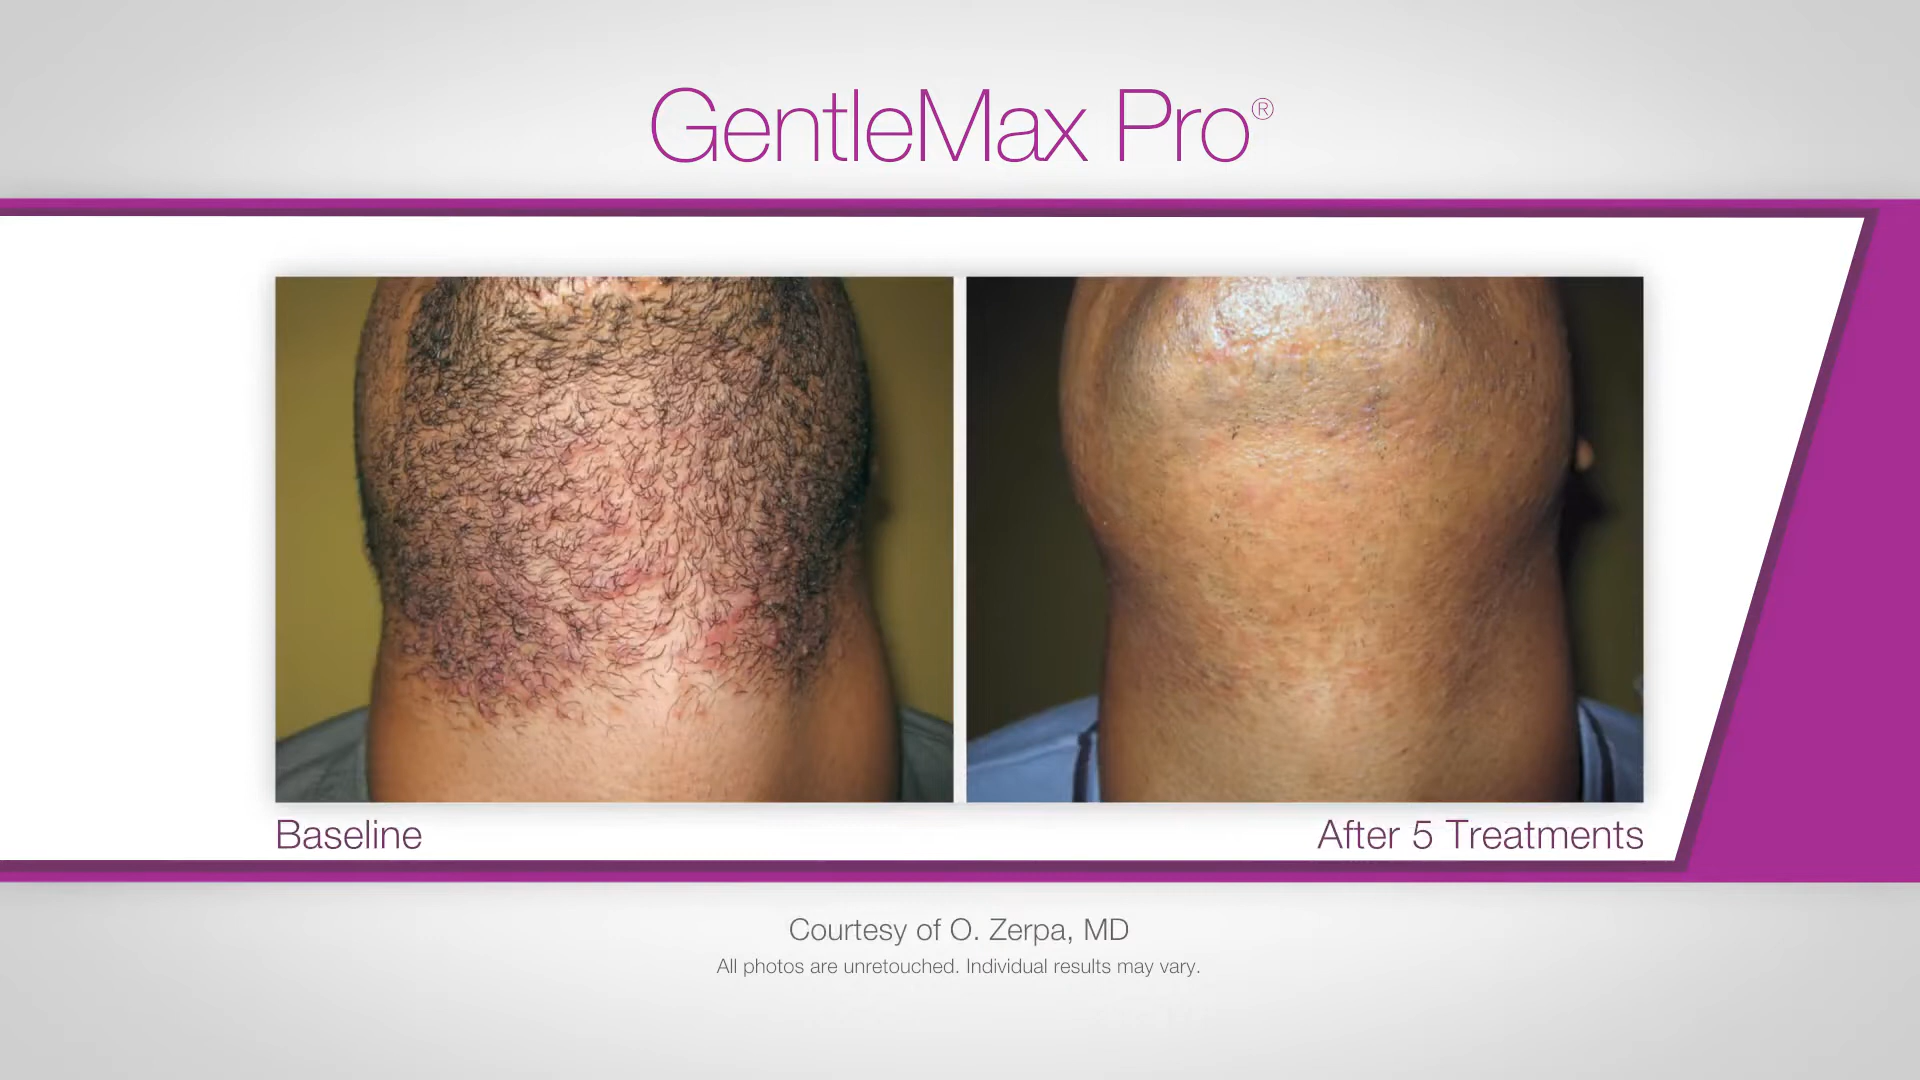 GentleMax Pro®
Baseline
After 5 Treatments
Courtesy of O. Zerpa, MD
All photos are unretouched. Individual results may vary.